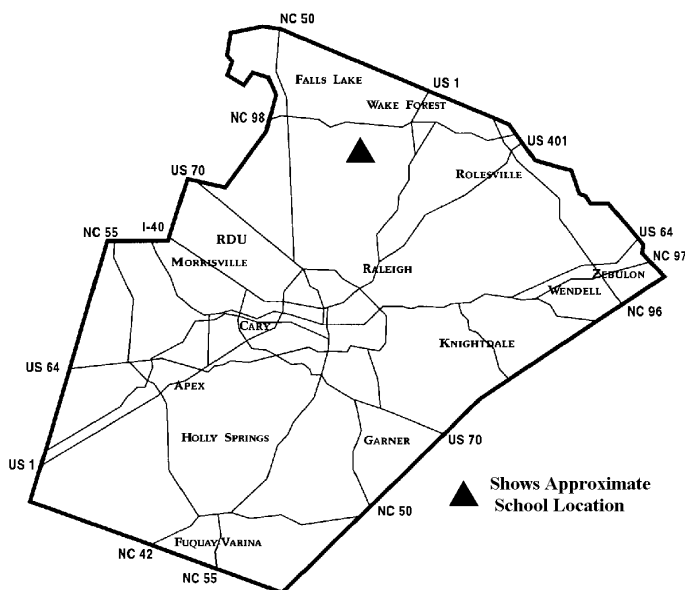 NC 50
FALLS LAKE
US 1
WAKE FOREST
NC 98
US 401
ROLESVILLE
US 70
I-40
NC 55
RDU
MORRISVILLE
RALEIGH
US 64
NC 97
ZEBULON
WENDELL
NC 96
CARY
KNIGHTDALE
US 64
APEX
HOLLY SPRINGS
GARNER
US 70
US 1
Shows Approximate
School Location
NC 50
FUQUAY-VARINA
NC 42
NC 55